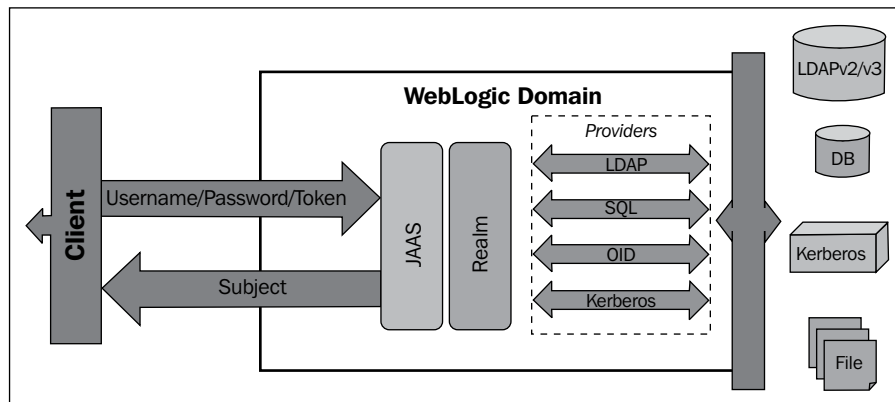 WebLogic Domain
Client
Username/Password/Token
Subject
JAAS
Realm
Providers
LDAP
SQL
OID
Kerberos
LDAPv2/v3
DB
Kerberos
File